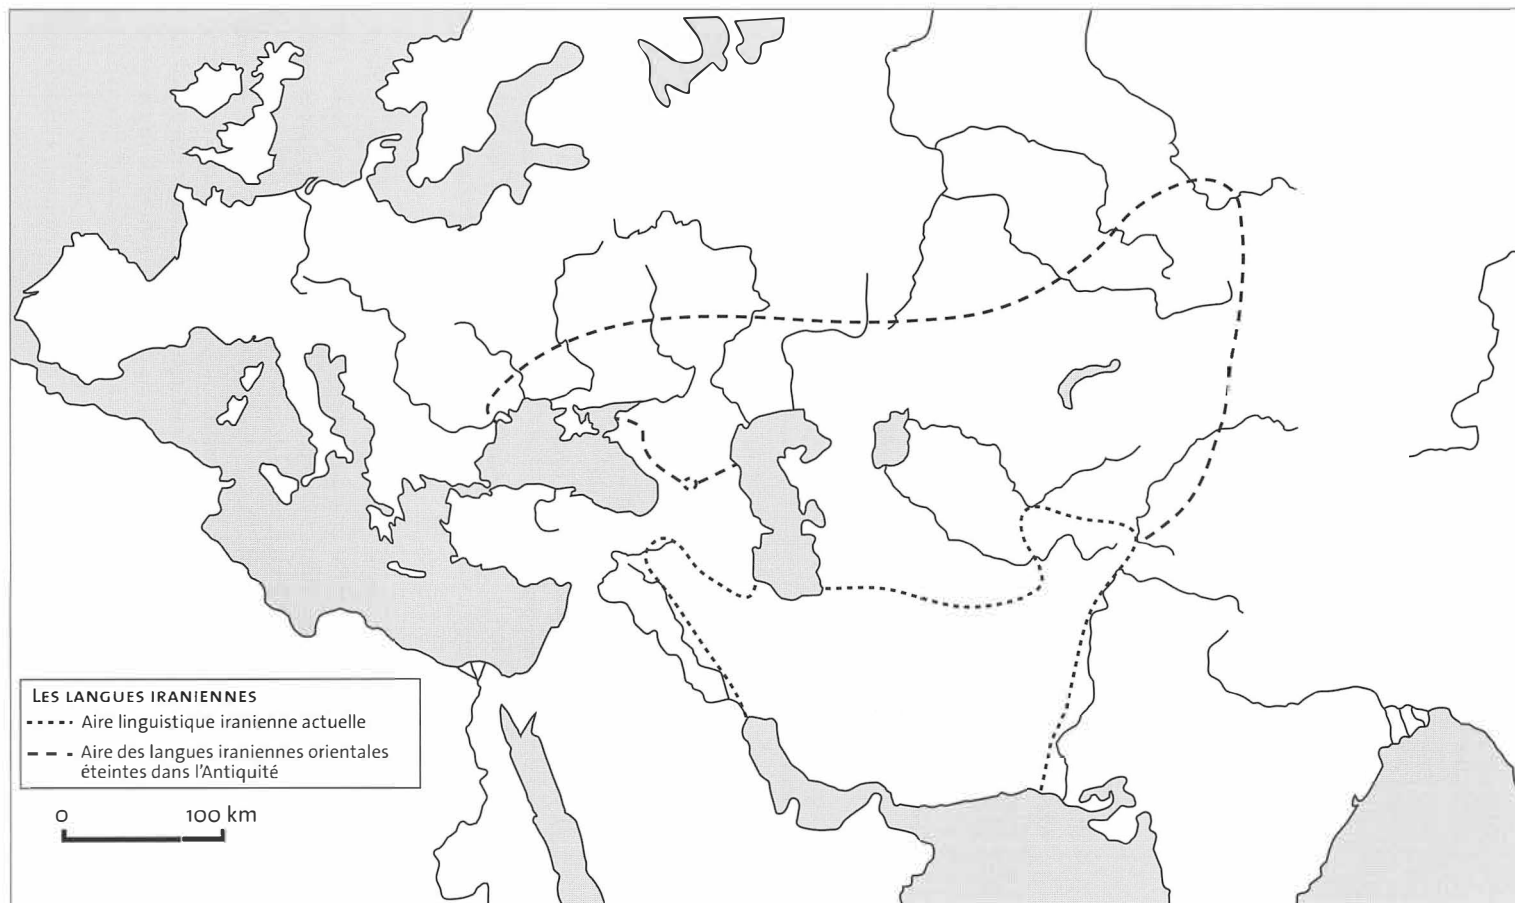 LES LANGUES IRANIENNES
Aire linguistique iranienne actuelle
Aire des langues iraniennes orientales
éteintes dans l'Antiquité
0 100 km